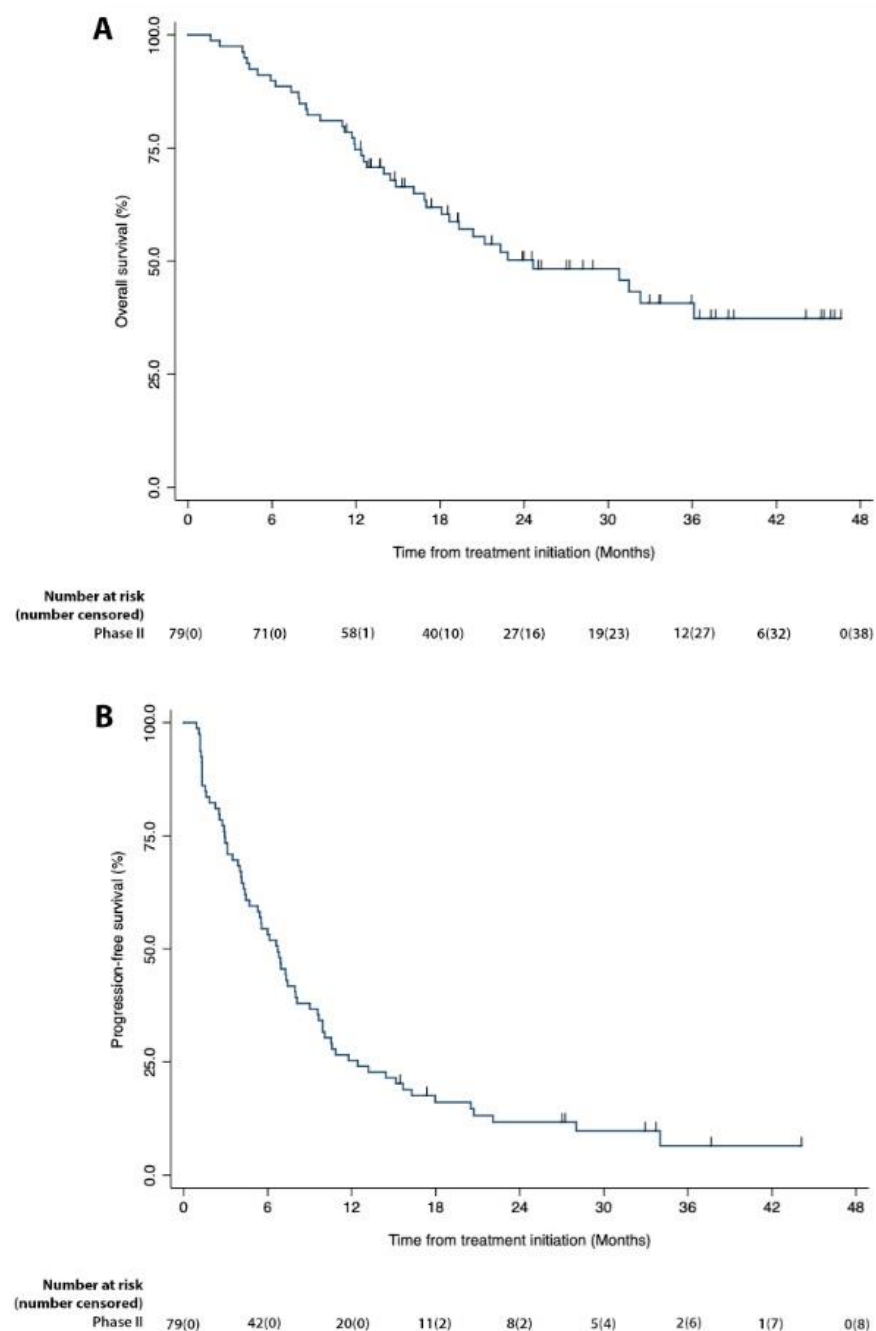 A
100.0
75.0
50.0
25.0
0.0
Overall survival (%)
0 6 12 18 24 30 36 42 48
Time from treatment initiation (Months)
Number at risk
(number censored)
Phase II 79(0) 71(0) 58(1) 40(10) 27(16) 19(23) 12(27) 6(32) 0(38)
B
100.0
75.0
50.0
25.0
0.0
Progression-free survival (%)
0 6 12 18 24 30 36 42 48
Time from treatment initiation (Months)
Number at risk
(number censored)
Phase II 79(0) 42(0) 20(0) 11(2) 8(2) 5(4) 2(6) 1(7) 0(8)